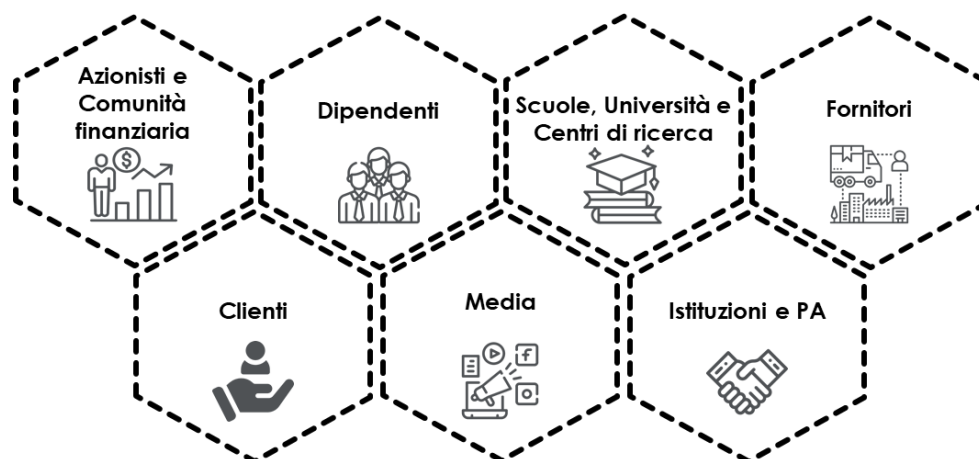 Azionisti e
Comunità
finanziaria
Dipendenti
Scuole, Università e
Centri di ricerca
Fornitori
Clienti
Media
Istituzioni e PA